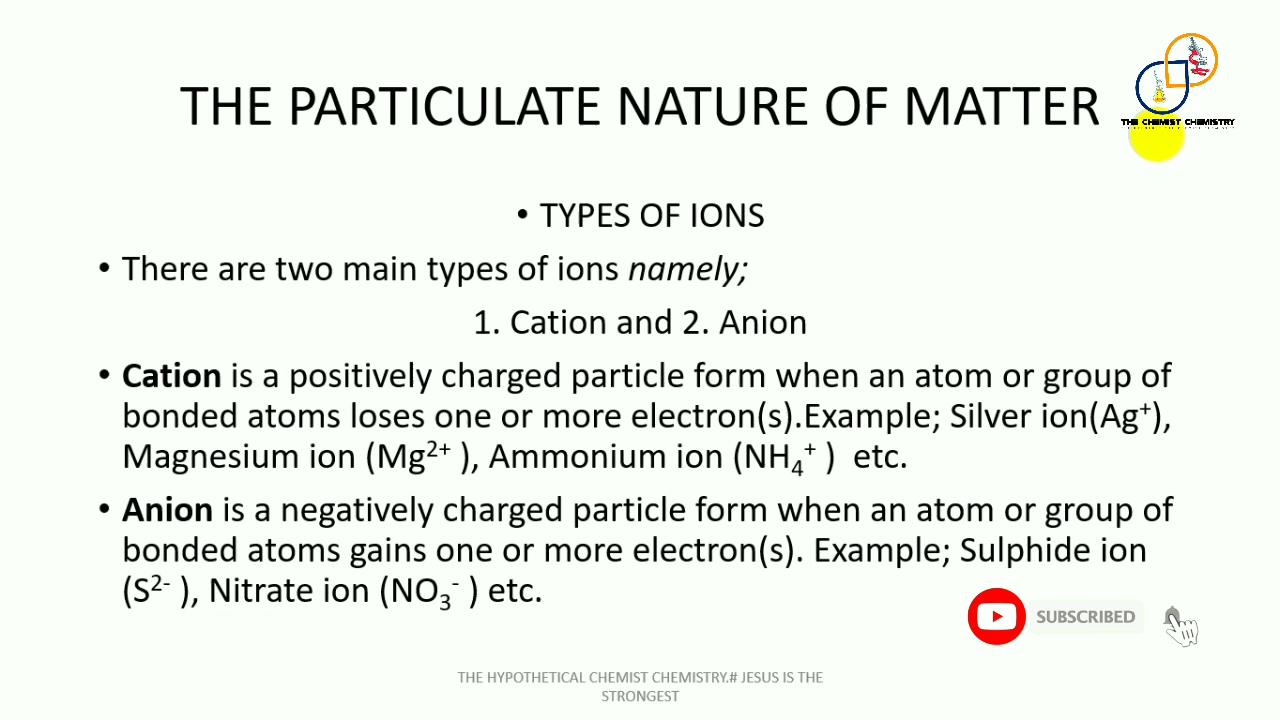 THE PARTICULATE NATURE OF MATTER
THE CHEMIST CHEMISTRY
• TYPES OF IONS
• There are two main types of ions namely;
1. Cation and 2. Anion
• Cation is a positively charged particle form when an atom or group of
bonded atoms loses one or more electron(s).Example; Silver ion(Ag⁺),
Magnesium ion (Mg²⁺ ), Ammonium ion (NH₄⁺ ) etc.
• Anion is a negatively charged particle form when an atom or group of
bonded atoms gains one or more electron(s). Example; Sulphide ion
(S²⁻ ), Nitrate ion (NO₃⁻ ) etc.
SUBSCRIBED
THE HYPOTHETICAL CHEMIST CHEMISTRY.# JESUS IS THE
STRONGEST